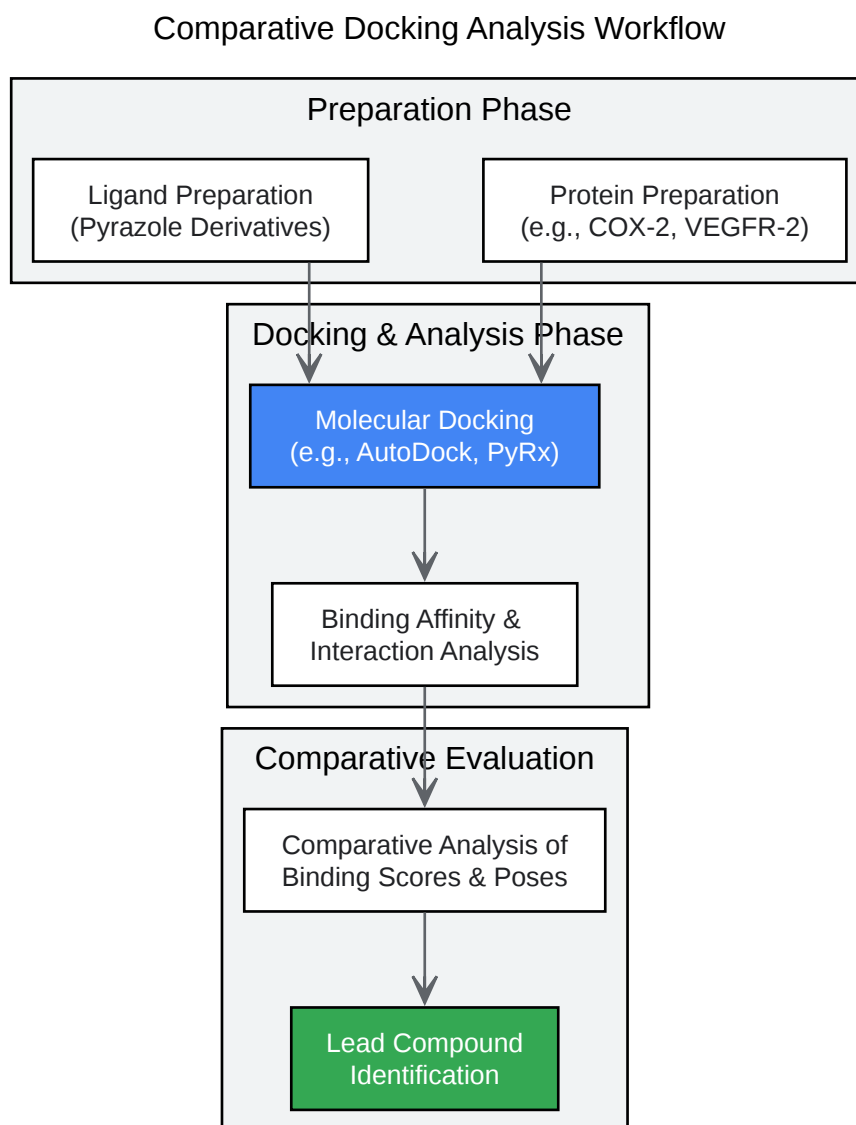 Comparative Docking Analysis Workflow
Preparation Phase
Ligand Preparation
(Pyrazole Derivatives)
Protein Preparation
(e.g., COX-2, VEGFR-2)
Docking & Analysis Phase
Molecular Docking
(e.g., AutoDock, PyRx)
Binding Affinity &
Interaction Analysis
Comparative Evaluation
Comparative Analysis of
Binding Scores & Poses
Lead Compound
Identification